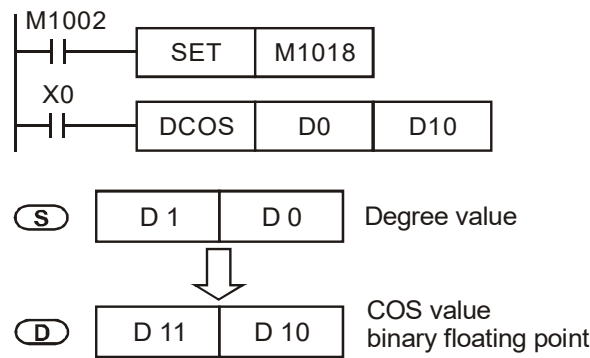 M1002
SET M1018
X0
DCOS D0 D10
S D 1 D 0 Degree value
D D 11 D 10 COS value
binary floating point